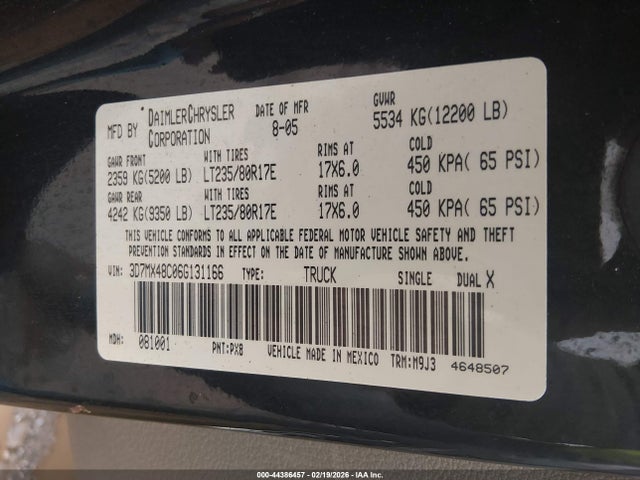 MFD BY * DAIMLERCHRYSLER CORPORATION DATE OF MFR 8-05 GVWR 5534 KG(12200 LB)
GAWR FRONT WITH TIRES RIMS AT COLD
2359 KG(5200 LB) LT235/80R17E 17X6.0 450 KPA( 65 PSI)
GAWR REAR WITH TIRES RIMS AT COLD
4242 KG(9350 LB) LT235/80R17E 17X6.0 450 KPA( 65 PSI)
THIS VEHICLE CONFORMS TO ALL APPLICABLE FEDERAL MOTOR VEHICLE SAFETY AND THEFT
PREVENTION STANDARDS IN EFFECT ON THE DATE OF MANUFACTURE SHOWN ABOVE.
VIN: 3D7MX48C06G131166 TYPE: TRUCK SINGLE DUAL X
MDH: 081001 PNT:PX8 VEHICLE MADE IN MEXICO TRM:M9J3 4648507
000-44386457 - 02/19/2026 - IAA Inc.